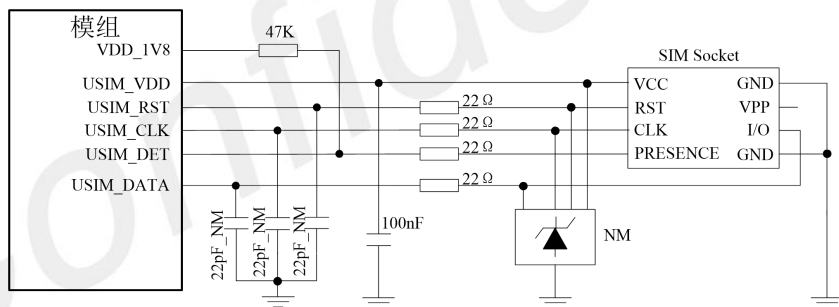 模组
47K
VDD_1V8
SIM Socket
USIM_VDD
VCC
GND
USIM_RST
22Ω
RST
VPP
USIM_CLK
22Ω
CLK
I/O
USIM_DET
22Ω
PRESENCE
GND
USIM_DATA
22Ω
22pF_NM
22pF_NM
22pF_NM
100nF
NM
onfide